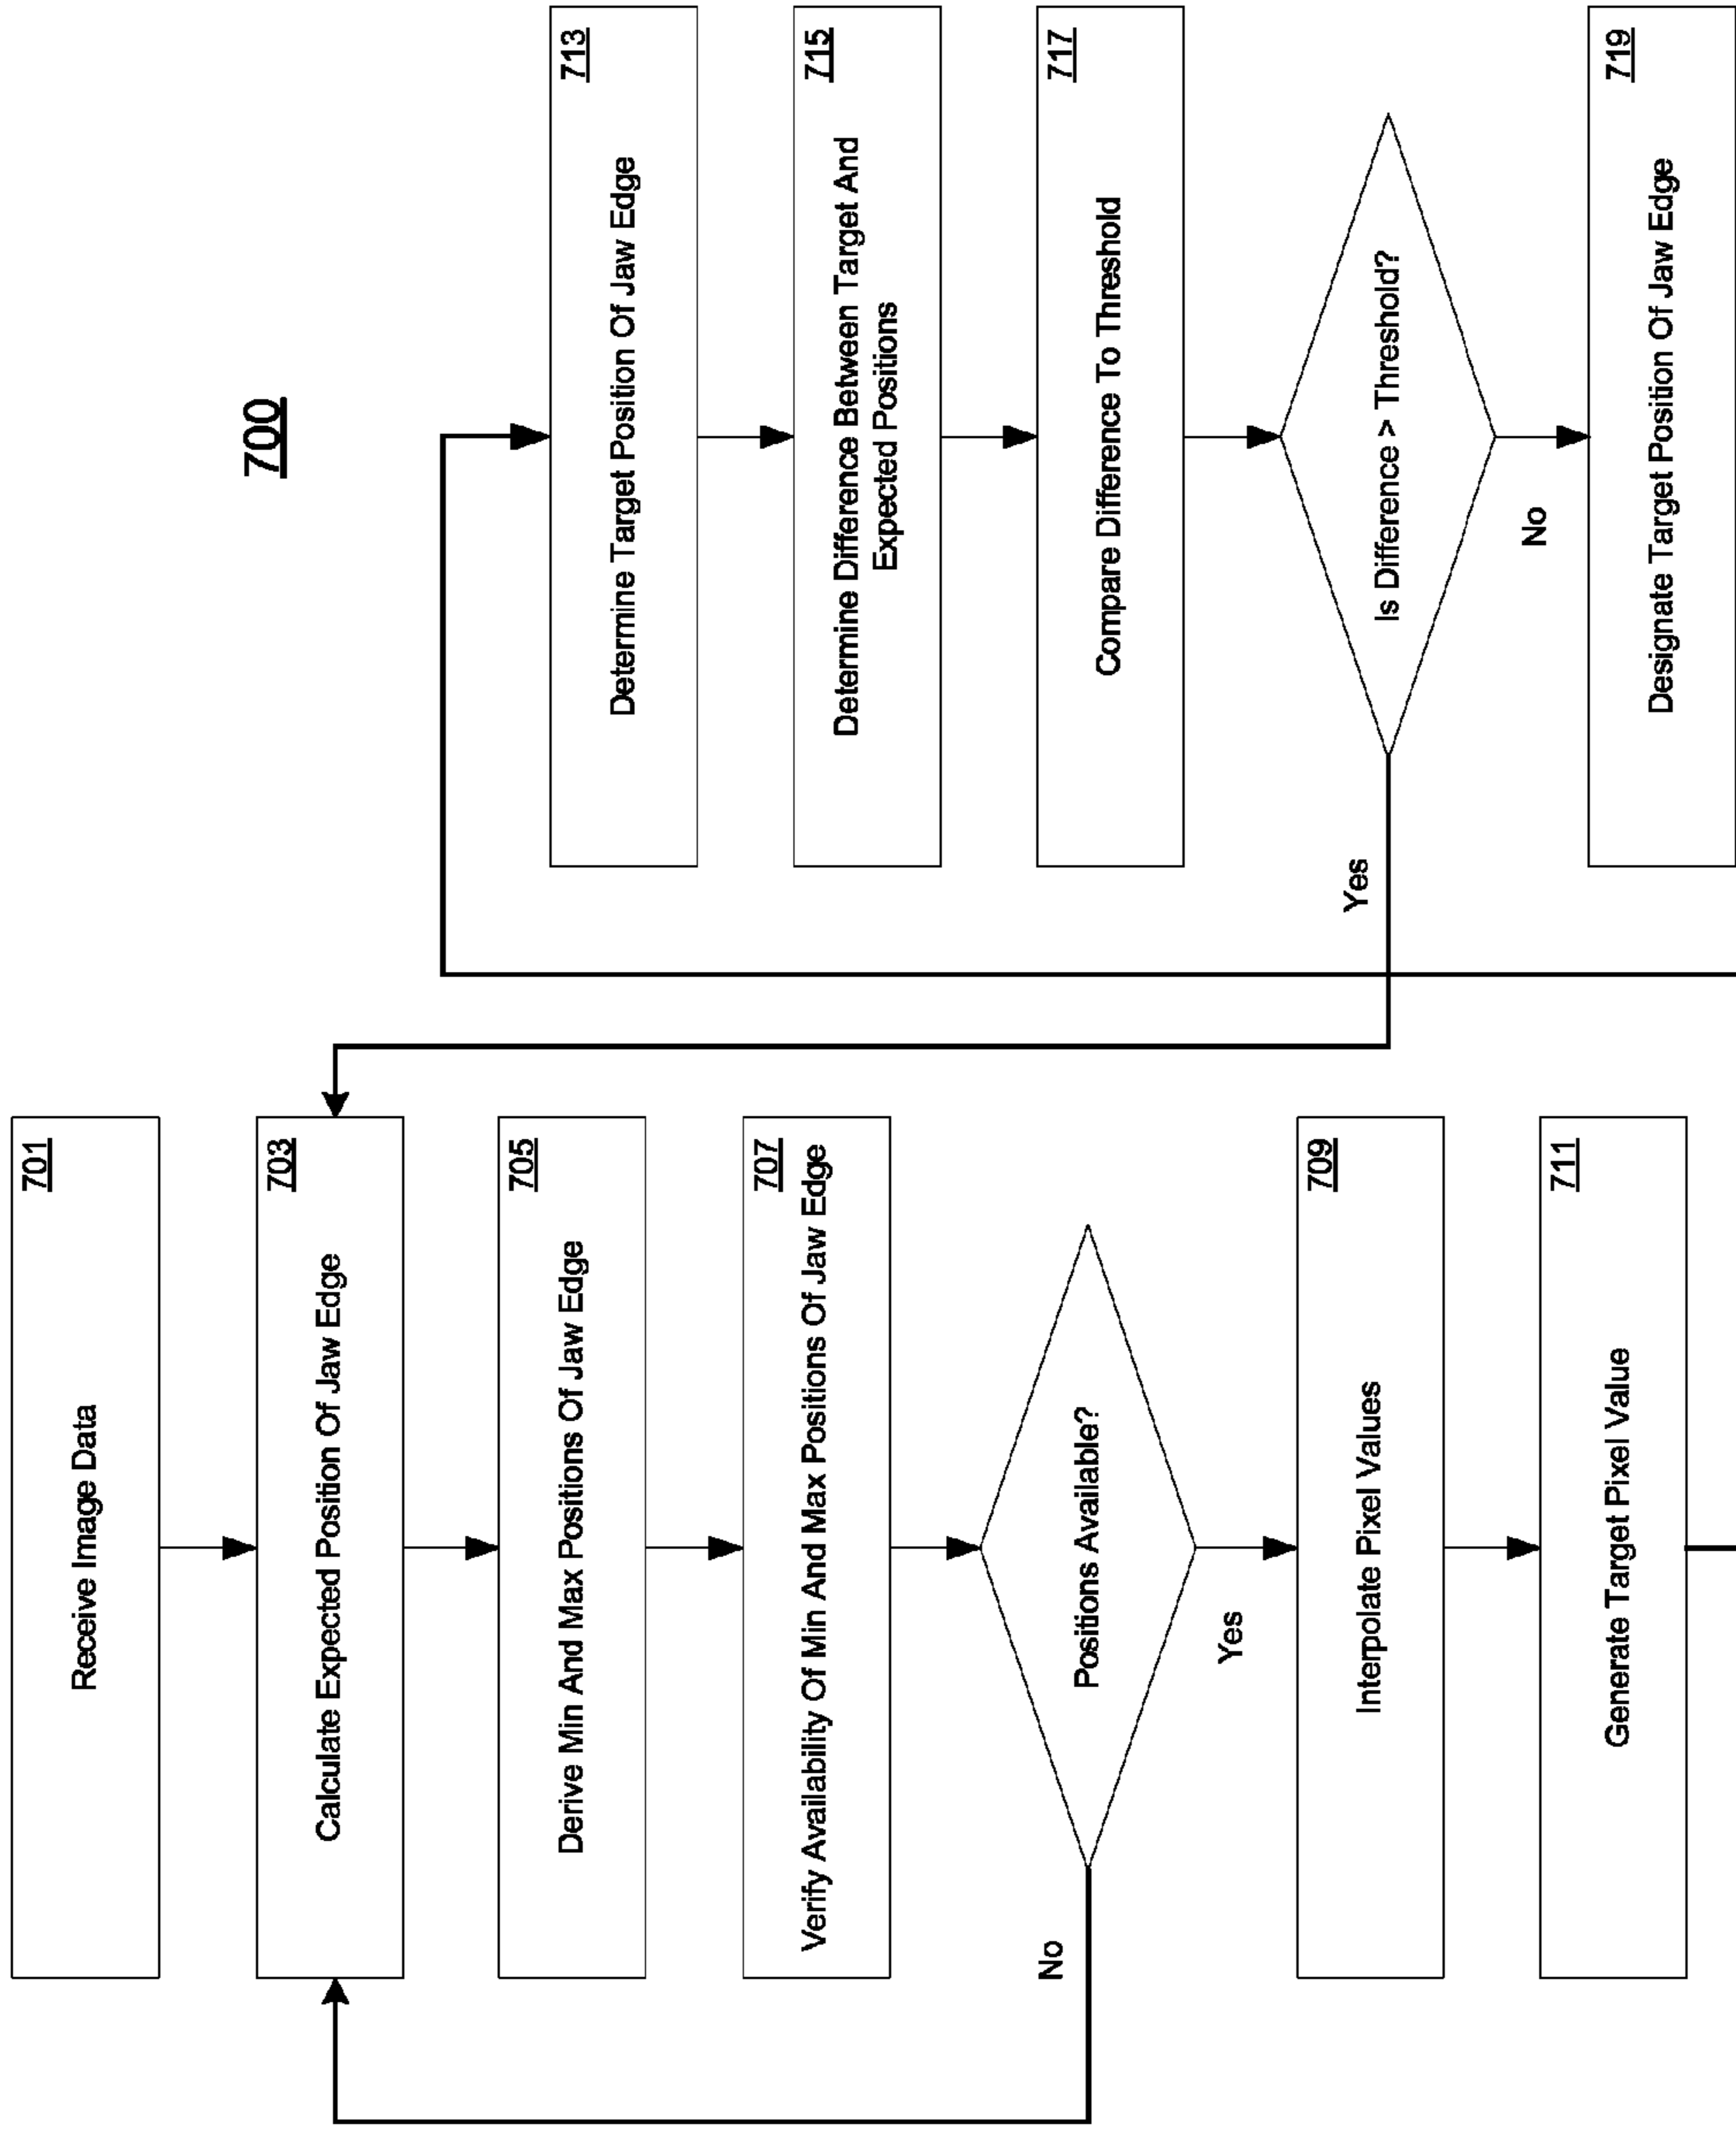 700
701
Receive Image Data
703
Calculate Expected Position Of Jaw Edge
705
Derive Min And Max Positions Of Jaw Edge
707
Verify Availability Of Min And Max Positions Of Jaw Edge
Positions Available?
No
Yes
709
Interpolate Pixel Values
711
Generate Target Pixel Value
713
Determine Target Position Of Jaw Edge
715
Determine Difference Between Target And
Expected Positions
717
Compare Difference To Threshold
Is Difference > Threshold?
Yes
No
719
Designate Target Position Of Jaw Edge